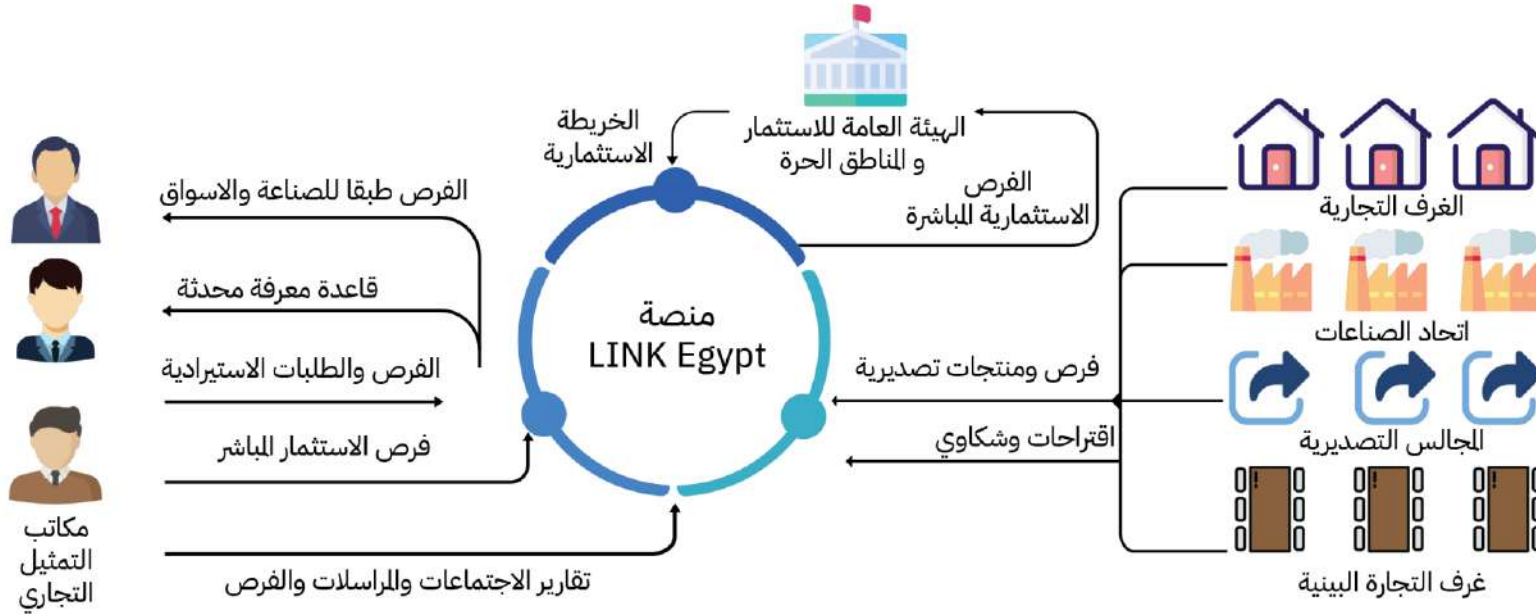 الهيئة العامة للاستثمار
و المناطق الحرة
الخريطة
الاستثمارية
الفرص
الاستثمارية المباشرة
الغرف التجارية
اتحاد الصناعات
المجالس التصديرية
غرف التجارة البينية
فرص ومنتجات تصديرية
اقتراحات وشكاوي
منصة
LINK Egypt
الفرص طبقا للصناعة والاسواق
قاعدة معرفة محدثة
الفرص والطلبات الاستيرادية
فرص الاستثمار المباشر
تقارير الاجتماعات والمراسلات والفرص
مكاتب
التمثيل
التجاري